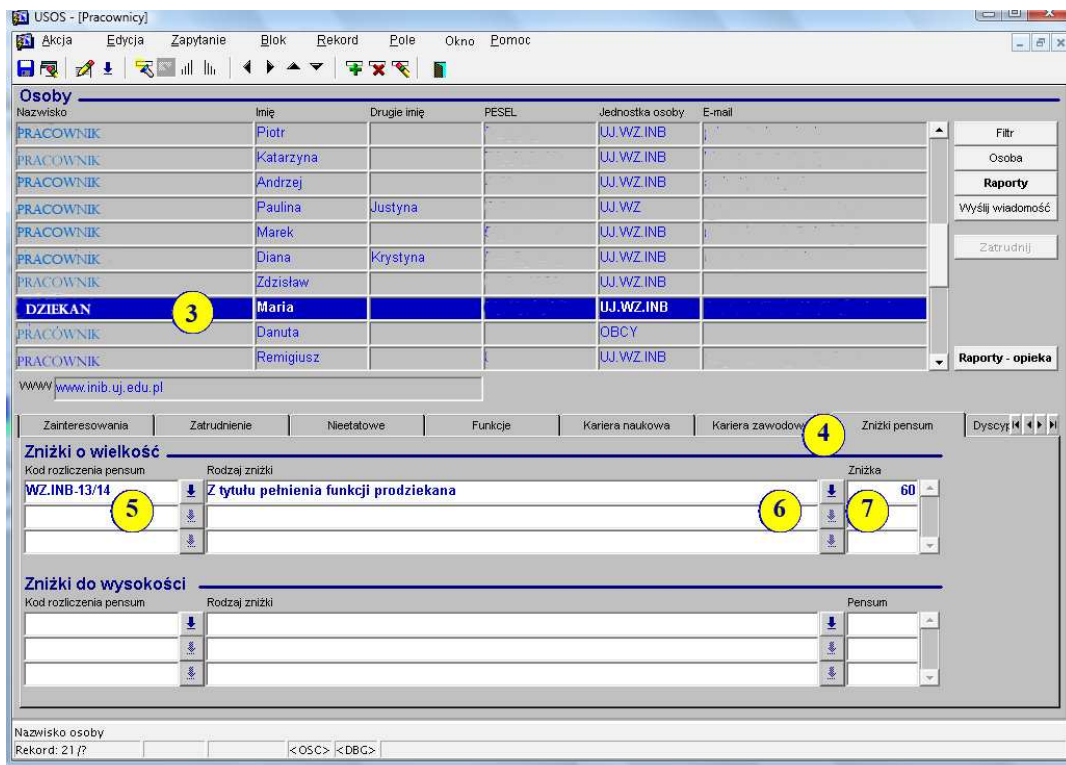 USOS - [Pracownicy]
Akcja Edycja Zapytanie Blok Rekord Pole Okno Pomoc
Osoby
Nazwisko Imię Drugie imię PESEL Jednostka osoby E-mail
PRACOWNIK Piotr UJ.WZ.INB Filtr
PRACOWNIK Katarzyna UJ.WZ.INB Osoba
PRACOWNIK Andrzej UJ.WZ.INB Raporty
PRACOWNIK Paulina Justyna UJ.WZ Wyślij wiadomość
PRACOWNIK Marek UJ.WZ.INB
PRACOWNIK Diana Krystyna UJ.WZ.INB Zatrudnij
PRACOWNIK Zdzisław UJ.WZ.INB
DZIEKAN 3 Maria UJ.WZ.INB
PRACOWNIK Danuta OBCY
PRACOWNIK Remigiusz UJ.WZ.INB Raporty - opieka
WWW www.inib.uj.edu.pl
Zainteresowania Zatrudnienie Nieetatowe Funkcje Kariera naukowa Kariera zawodow 4 Zniżki pensum Dyscyp
Zniżki o wielkość
Kod rozliczenia pensum Rodzaj zniżki Zniżka
WZ.INB-13/14 Z tytułu pełnienia funkcji prodziekana 60
5 6 7
Zniżki do wysokości
Kod rozliczenia pensum Rodzaj zniżki Pensum
Nazwisko osoby
Rekord: 21/? <OSC> <DBG>